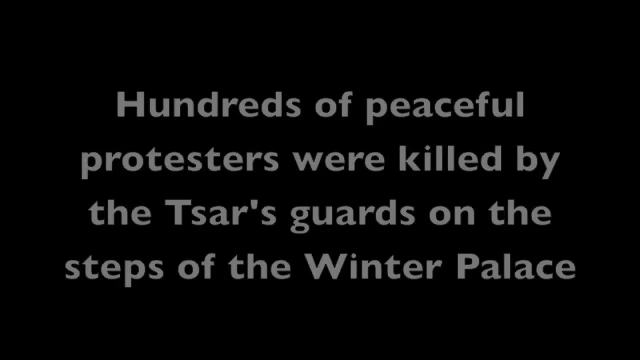 Hundreds of peaceful
protesters were killed by
the Tsar's guards on the
steps of the Winter Palace